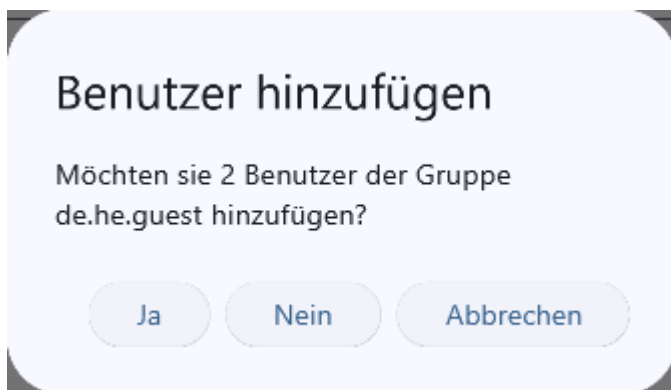 Benutzer hinzufügen
Möchten sie 2 Benutzer der Gruppe
de.he.guest hinzufügen?
Ja Nein Abbrechen